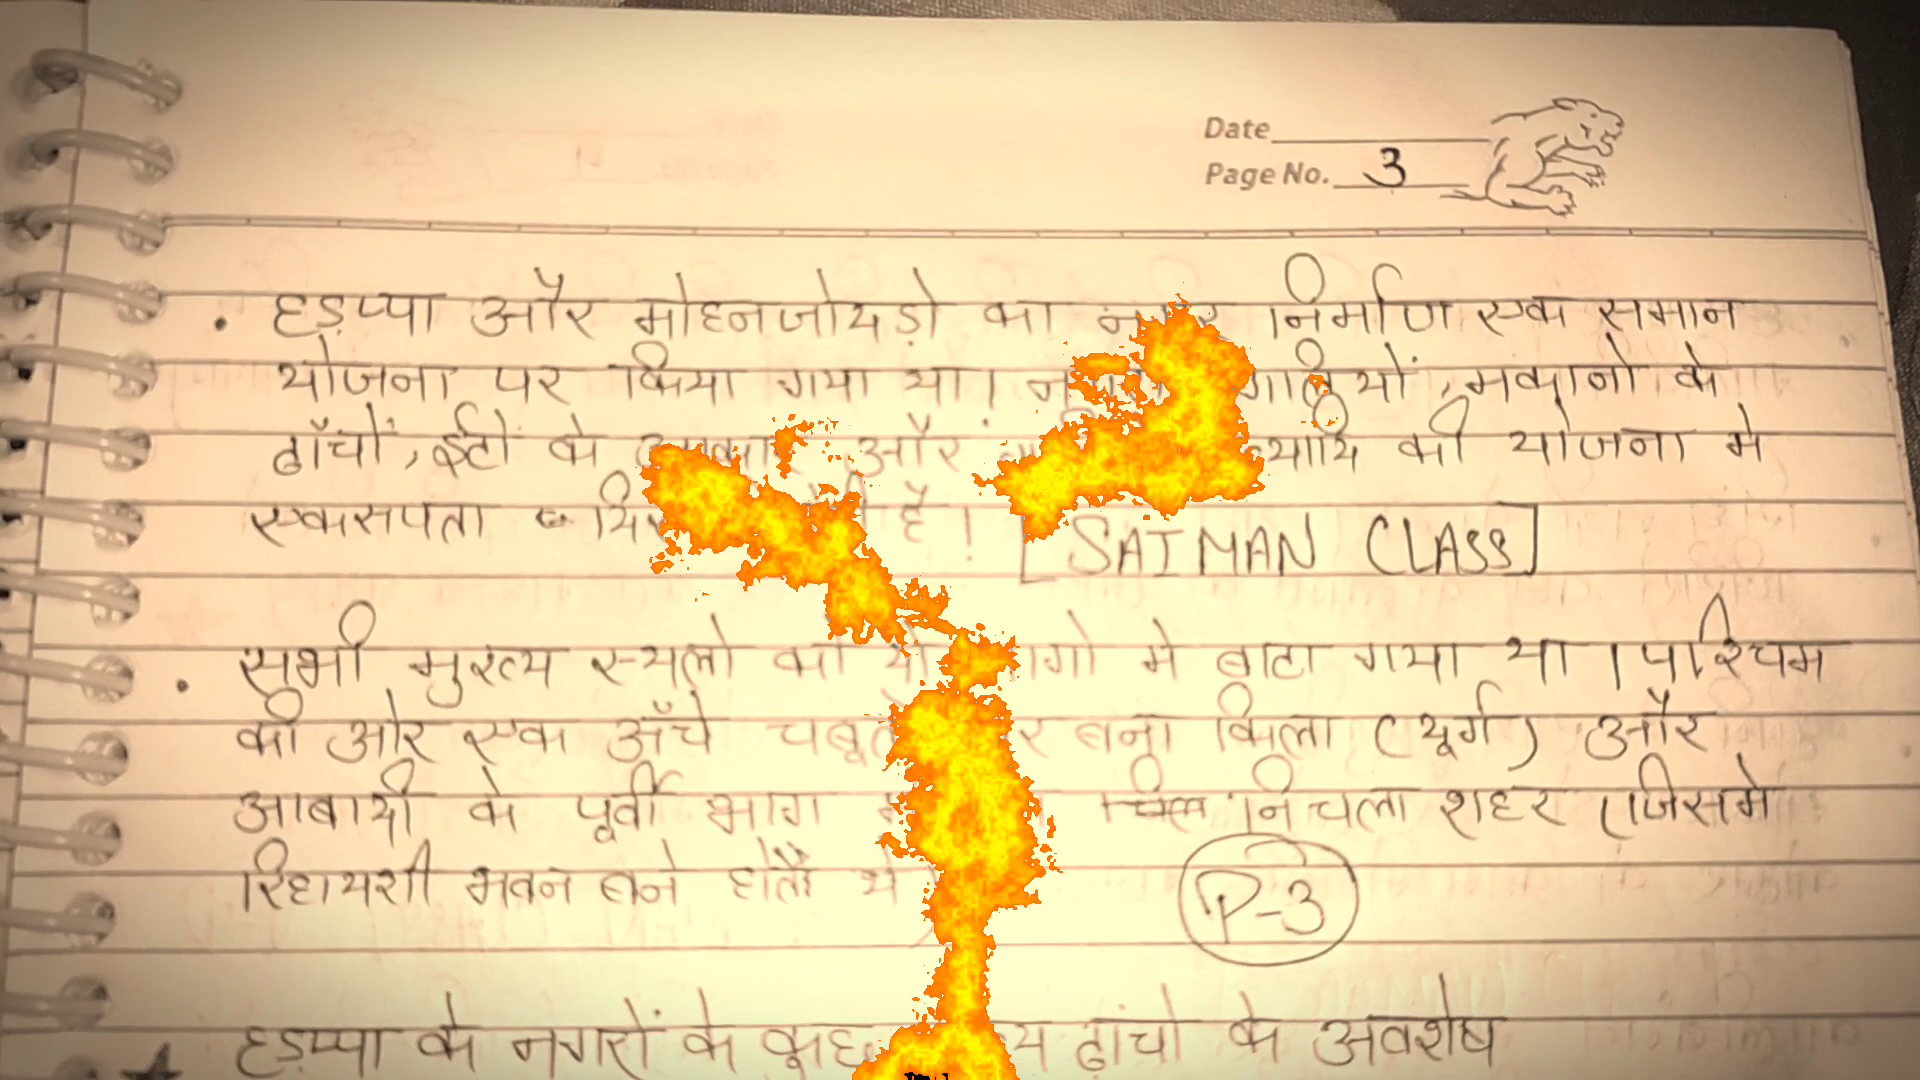 Date
Page No. 3
• हड़प्पा और मोहनजोदड़ो का निर्माण एक समान
योजना पर किया गया था। गलियों, मकानो के
ढाँचों, ईटो के और की योजना मे
एकरूपता है।
[SATMAN CLASS]
• सभी मुख्य स्थलो को मे बाटा गया था। पश्चिम
की ओर एक ऊँचे बना किला (दूर्ग) और
आबादी के पूर्वी भाग निचला शहर (जिसमे
रिहायशी भवन बने होते थे
P-3
हड़प्पा के नगरों के ढ़ांचो के अवशेष